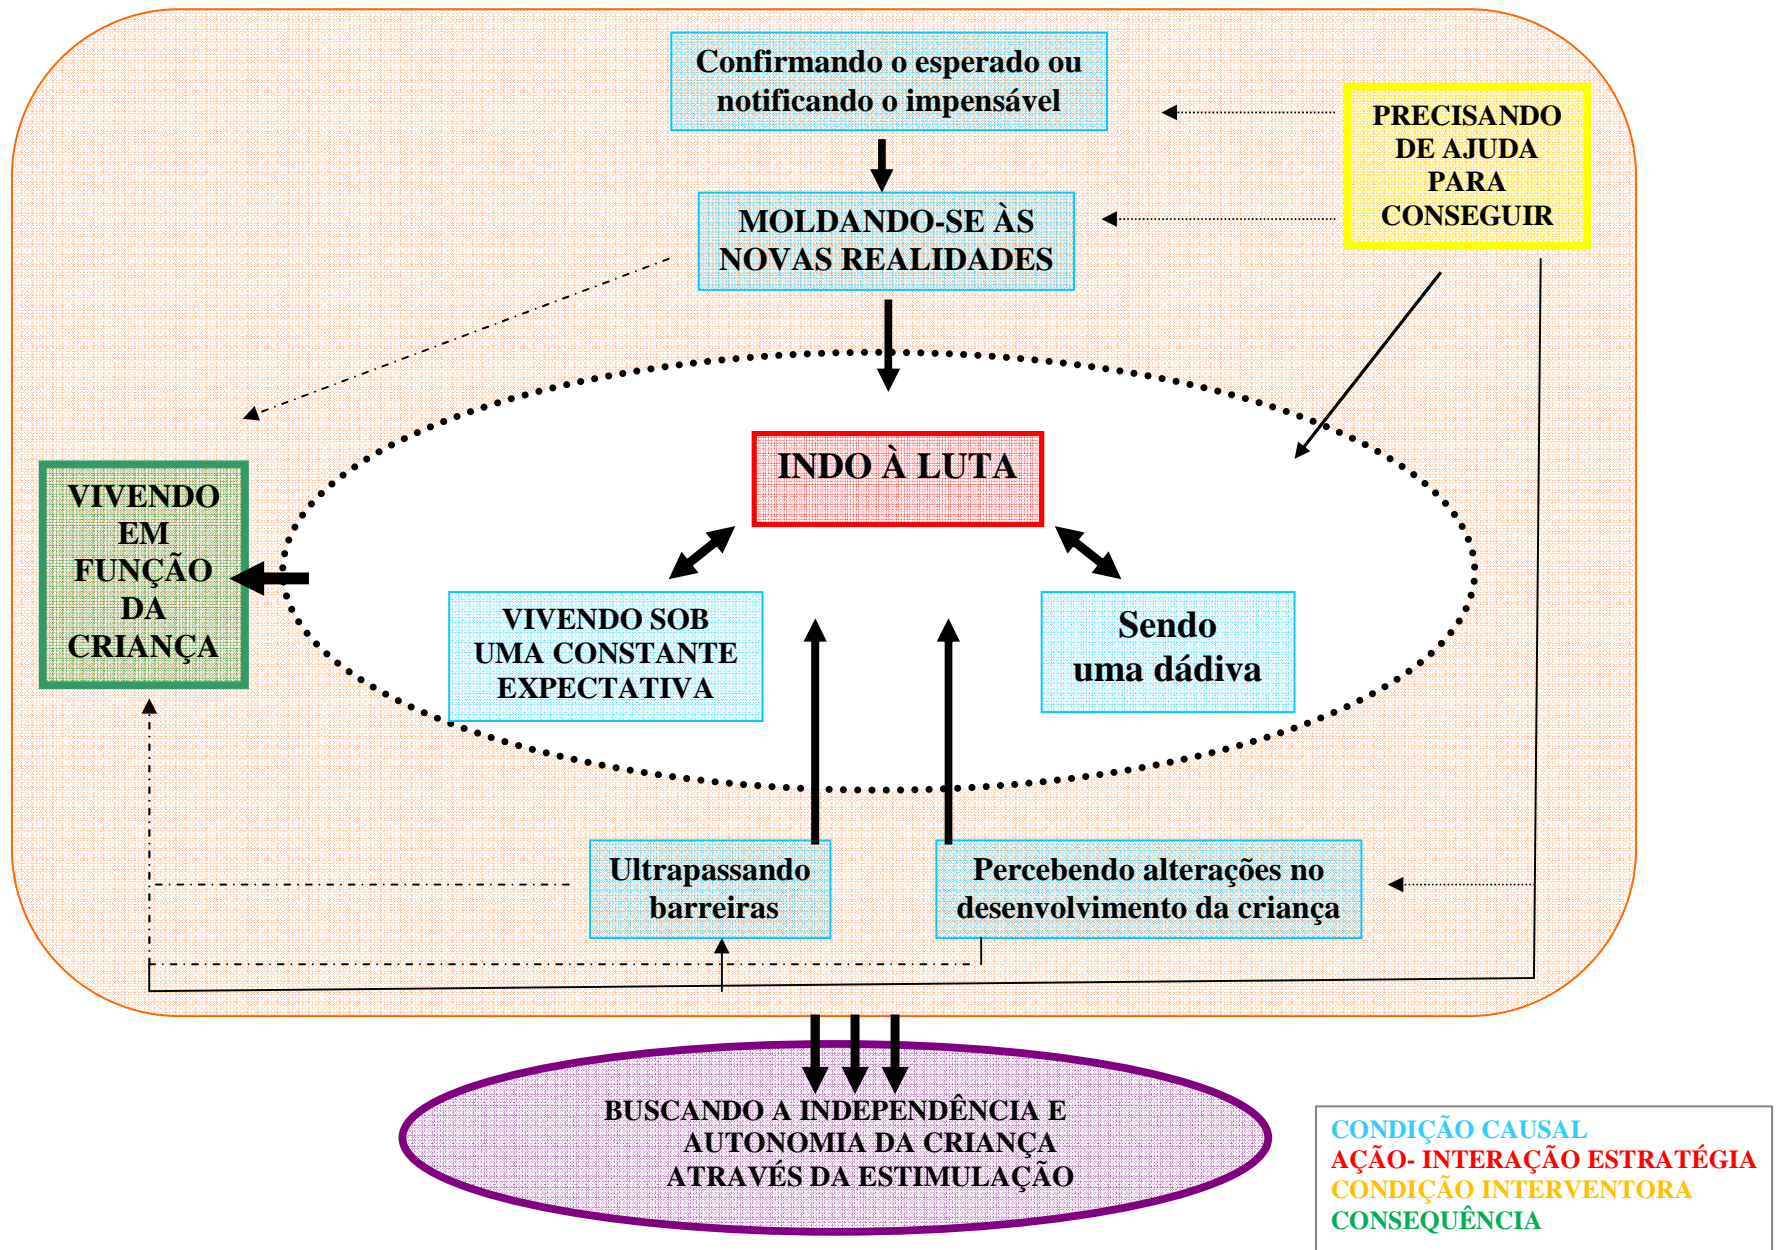 Confirmando o esperado ou
notificando o impensável
PRECISANDO
DE AJUDA
PARA
CONSEGUIR
MOLDANDO-SE ÀS
NOVAS REALIDADES
INDO À LUTA
VIVENDO
EM
FUNÇÃO
DA
CRIANÇA
VIVENDO SOB
UMA CONSTANTE
EXPECTATIVA
Sendo
uma dádiva
Ultrapassando
barreiras
Percebendo alterações no
desenvolvimento da criança
BUSCANDO A INDEPENDÊNCIA E
AUTONOMIA DA CRIANÇA
ATRAVÉS DA ESTIMULAÇÃO
CONDIÇÃO CAUSAL
AÇÃO- INTERAÇÃO ESTRATÉGIA
CONDIÇÃO INTERVENTORA
CONSEQUÊNCIA